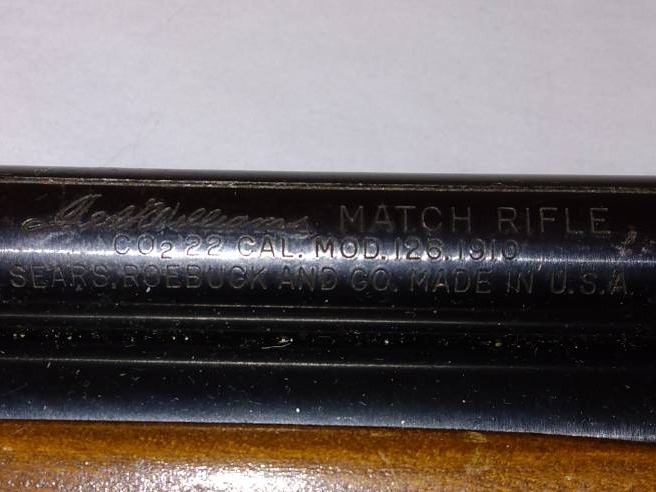 Ted Williams MATCH RIFLE
CO2 22 CAL. MOD. 126.1910
SEARS, ROEBUCK AND CO. MADE IN U.S.A